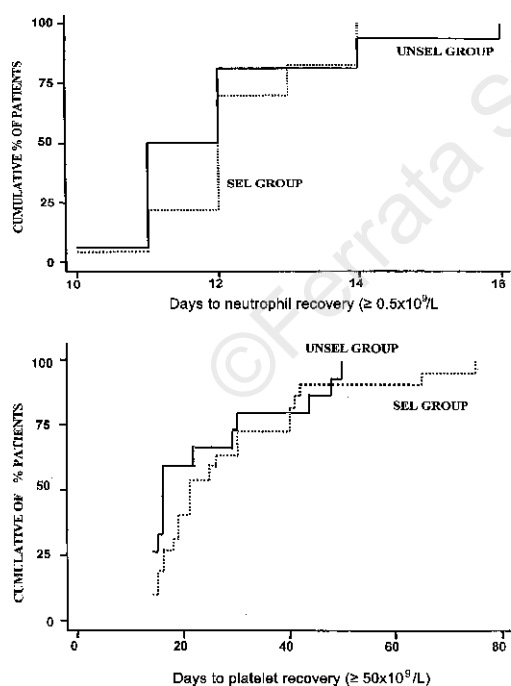 100
75
50
25
0
CUMULATIVE % OF PATIENTS
UNSEL GROUP
SEL GROUP
10
12
14
16
Days to neutrophil recovery (≥ 0.5x10⁹/L
©Ferrata S
100
75
50
25
0
CUMULATIVE OF % PATIENTS
UNSEL GROUP
SEL GROUP
0
20
40
60
80
Days to platelet recovery (≥ 50x10⁹/L)